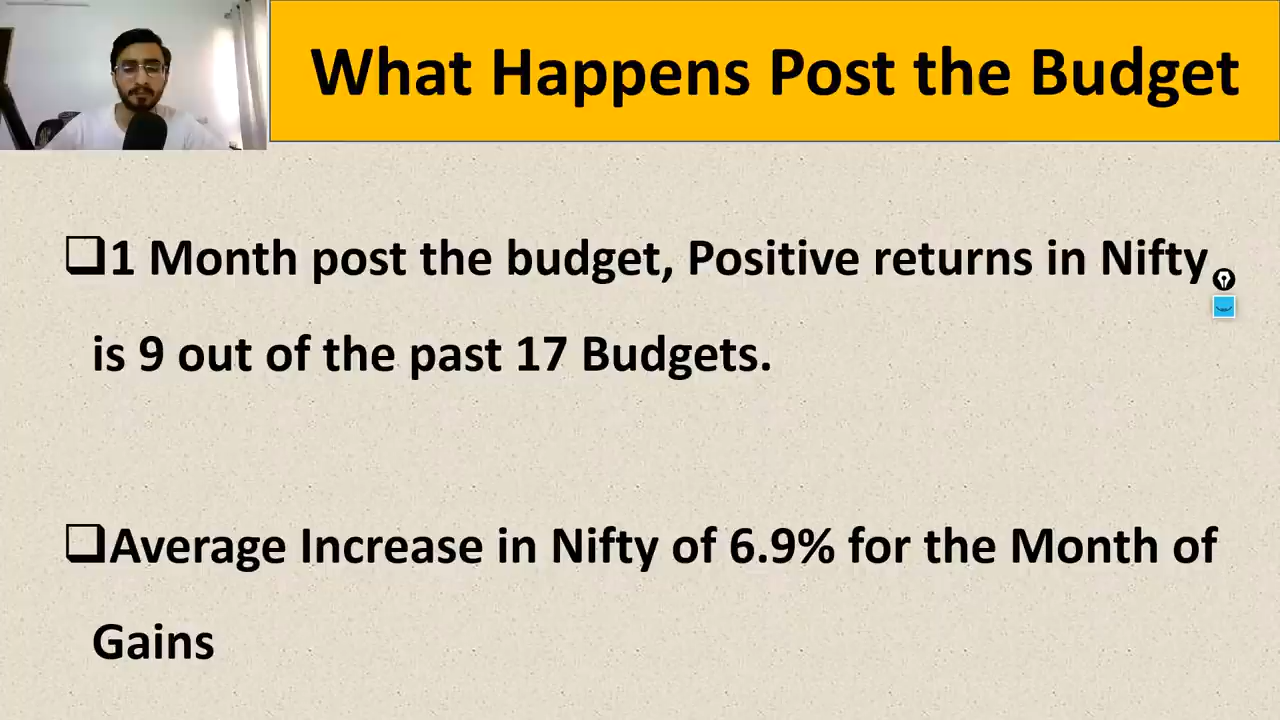 What Happens Post the Budget
❑1 Month post the budget, Positive returns in Nifty
is 9 out of the past 17 Budgets.
❑Average Increase in Nifty of 6.9% for the Month of
Gains